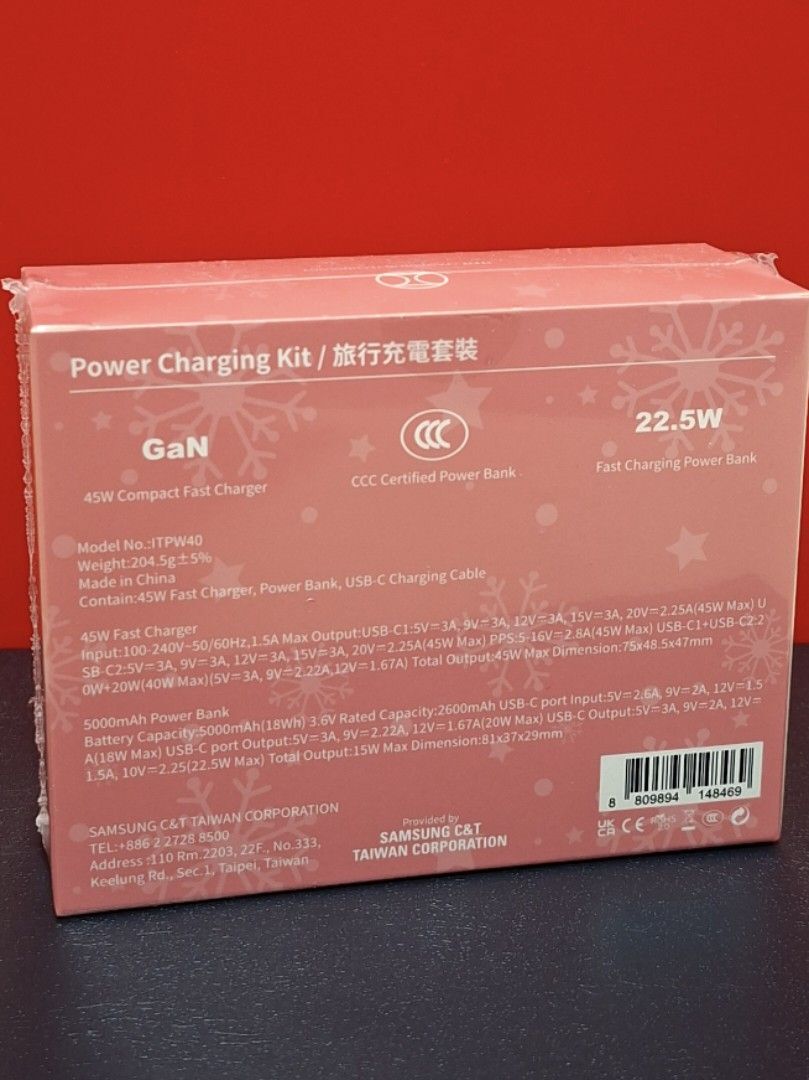 Power Charging Kit / 旅行充電套裝
GaN
45W Compact Fast Charger
CCC
CCC Certified Power Bank
22.5W
Fast Charging Power Bank
Model No.:ITPW40
Weight:204.5g±5%
Made in China
Contain:45W Fast Charger, Power Bank, USB-C Charging Cable
45W Fast Charger
Input:100-240V~50/60Hz,1.5A Max Output:USB-C1:5V=3A, 9V=3A, 12V=3A, 15V=3A, 20V=2.25A(45W Max) U
SB-C2:5V=3A, 9V=3A, 12V=3A, 15V=3A, 20V=2.25A(45W Max) PPS:5-16V=2.8A(45W Max) USB-C1+USB-C2:2
0W+20W(40W Max)(5V=3A, 9V=2.22A,12V=1.67A) Total Output:45W Max Dimension:75x48.5x47mm
5000mAh Power Bank
Battery Capacity:5000mAh(18Wh) 3.6V Rated Capacity:2600mAh USB-C port Input:5V=2.6A, 9V=2A, 12V=1.5
A(18W Max) USB-C port Output:5V=3A, 9V=2.22A, 12V=1.67A(20W Max) USB-C Output:5V=3A, 9V=2A, 12V=
1.5A, 10V=2.25(22.5W Max) Total Output:15W Max Dimension:81x37x29mm
8 809894 148469
SAMSUNG C&T TAIWAN CORPORATION
TEL:+886 2 2728 8500
Address :110 Rm.2203, 22F., No.333,
Keelung Rd., Sec.1, Taipei, Taiwan
Provided by
SAMSUNG C&T
TAIWAN CORPORATION
UK CA CE RoHS